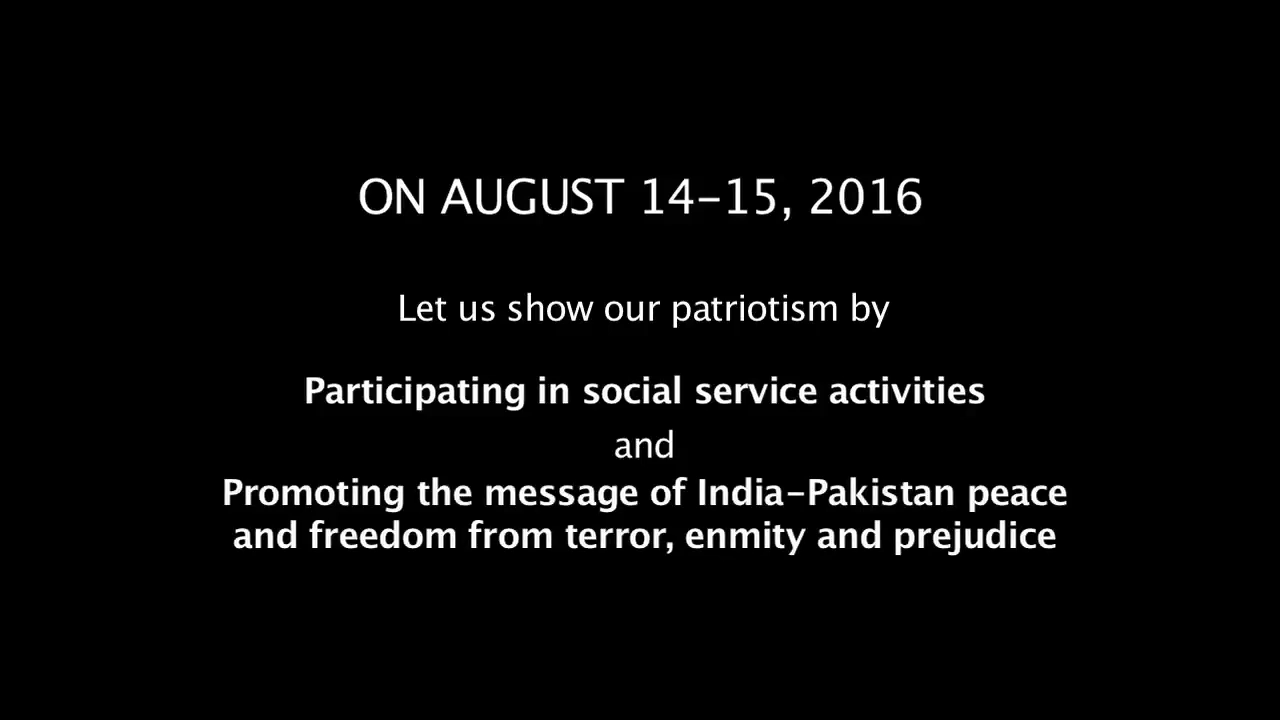 ON AUGUST 14-15, 2016
Let us show our patriotism by
Participating in social service activities
and
Promoting the message of India-Pakistan peace
and freedom from terror, enmity and prejudice